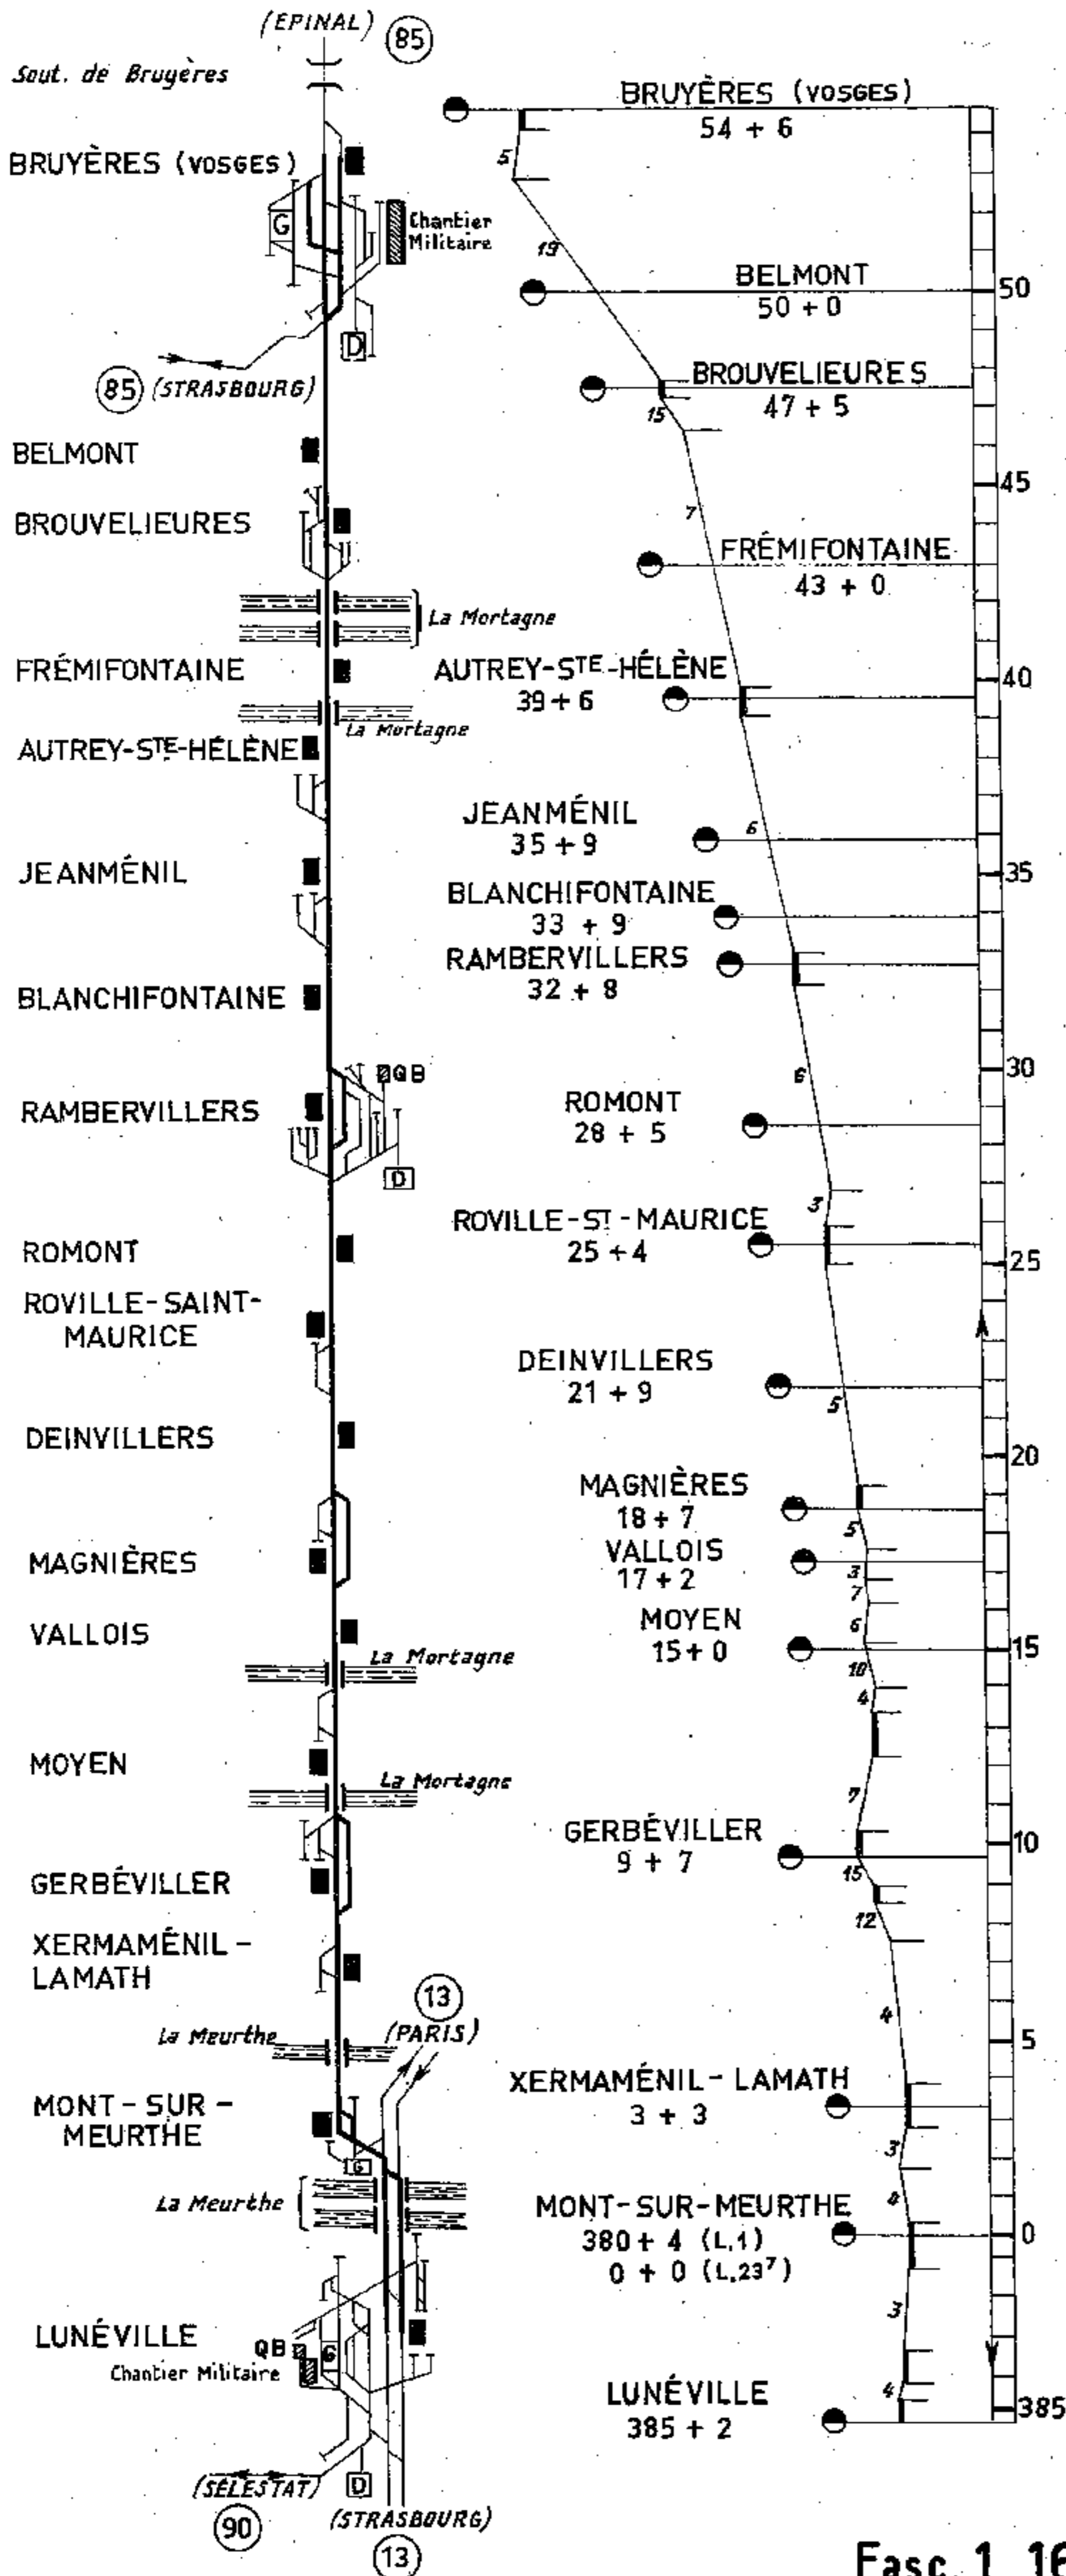 (EPINAL) 85
Sout. de Bruyères
BRUYÈRES (VOSGES)
G
Chantier
Militaire
D
85 (STRASBOURG)
BELMONT
BROUVELIEURES
La Mortagne
FRÉMIFONTAINE
La Mortagne
AUTREY-STE-HÉLÈNE
JEANMÉNIL
BLANCHIFONTAINE
QB
RAMBERVILLERS
D
ROMONT
ROVILLE-SAINT-
MAURICE
DEINVILLERS
MAGNIÈRES
VALLOIS
La Mortagne
MOYEN
La Mortagne
GERBÉVILLER
XERMAMÉNIL-
LAMATH
13
(PARIS)
La Meurthe
MONT-SUR-
MEURTHE
G
La Meurthe
LUNÉVILLE
QB
G
Chantier Militaire
(SÉLESTAT)
D
90
(STRASBOURG)
13
BRUYÈRES (VOSGES)
54 + 6
5
19
BELMONT
50 + 0
50
BROUVELIEURES
47 + 5
15
45
7
FRÉMIFONTAINE
43 + 0
AUTREY-STE-HÉLÈNE
39 + 6
40
JEANMÉNIL
35 + 9
6
35
BLANCHIFONTAINE
33 + 9
RAMBERVILLERS
32 + 8
6
30
ROMONT
28 + 5
3
ROVILLE-ST-MAURICE
25 + 4
25
DEINVILLERS
21 + 9
5
20
MAGNIÈRES
18 + 7
5
VALLOIS
17 + 2
3
7
MOYEN
15 + 0
6
15
10
4
7
GERBÉVILLER
9 + 7
10
15
12
4
5
XERMAMÉNIL-LAMATH
3 + 3
3
4
MONT-SUR-MEURTHE
380 + 4 (L.1)
0 + 0 (L.23⁷)
0
3
4
LUNÉVILLE
385 + 2
385
Fasc. 1 16